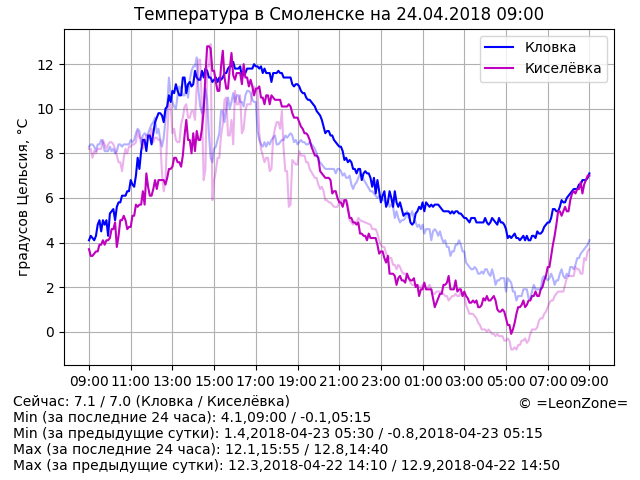 Температура в Смоленске на 24.04.2018 09:00
Кловка
Киселёвка
градусов Цельсия, °C
12
10
8
6
4
2
0
09:00 11:00 13:00 15:00 17:00 19:00 21:00 23:00 01:00 03:00 05:00 07:00 09:00
Сейчас: 7.1 / 7.0 (Кловка / Киселёвка)
© =LeonZone=
Min (за последние 24 часа): 4.1,09:00 / -0.1,05:15
Min (за предыдущие сутки): 1.4,2018-04-23 05:30 / -0.8,2018-04-23 05:15
Max (за последние 24 часа): 12.1,15:55 / 12.8,14:40
Max (за предыдущие сутки): 12.3,2018-04-22 14:10 / 12.9,2018-04-22 14:50